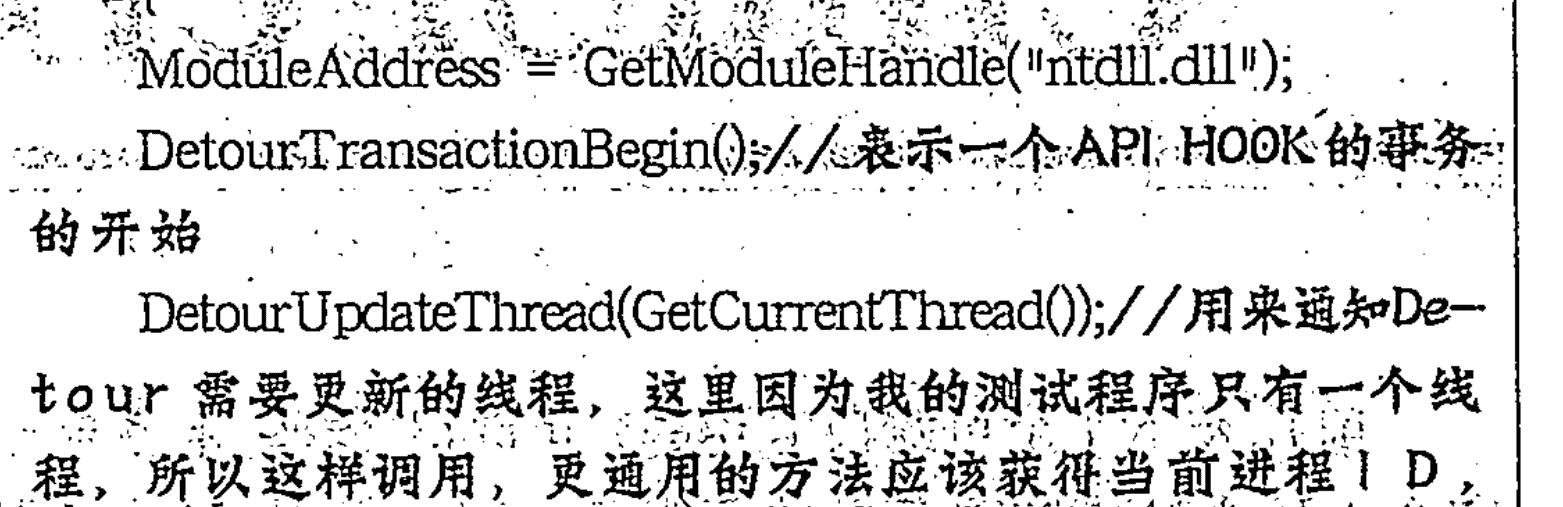 ModuleAddress = GetModuleHandle("ntdll.dll");
DetourTransactionBegin();//表示一个API HOOK的事务
的开始
DetourUpdateThread(GetCurrentThread());//用来通知De-
tour 需要更新的线程，这里因为我的测试程序只有一个线
程，所以这样调用，更通用的方法应该获得当前进程ID，